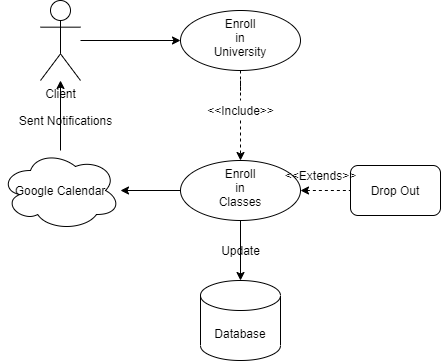 Enroll
in
University
Client
<<Include>>
Sent Notifications
Google Calendar
Enroll
in
Classes
<<Extends>>
Drop Out
Update
Database